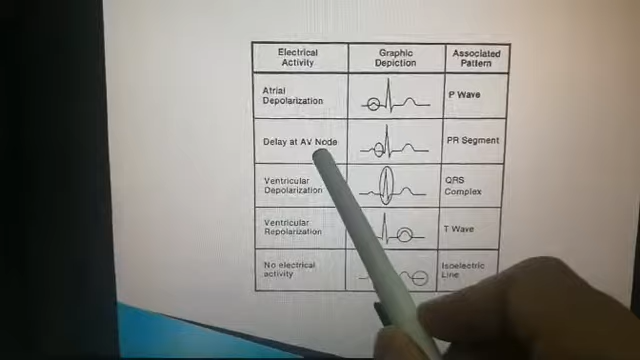 Electrical
Activity
Graphic
Depiction
Associated
Pattern
Atrial
Depolarization
P Wave
Delay at AV Node
PR Segment
Ventricular
Depolarization
QRS
Complex
Ventricular
Repolarization
T Wave
No electrical
activity
Isoelectric
Line